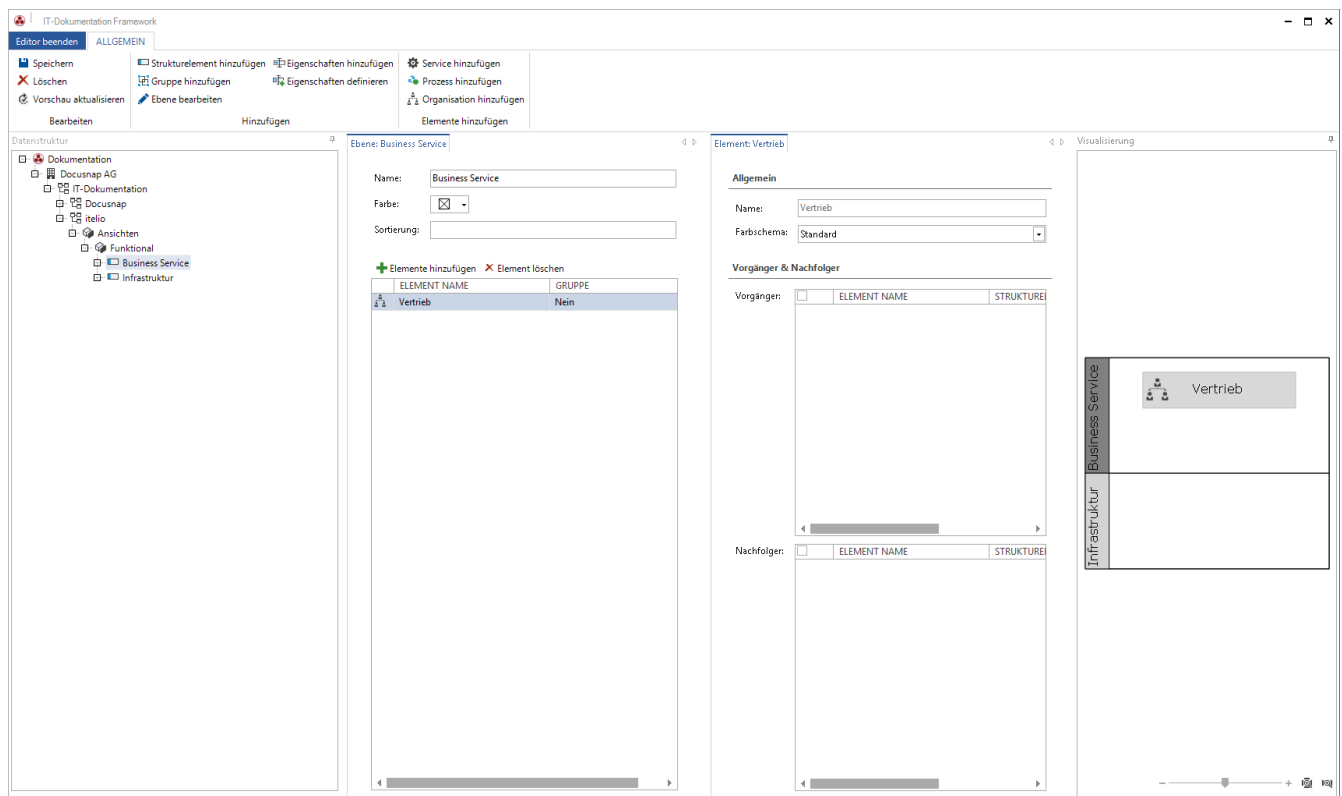 IT-Dokumentation Framework
Editor beenden ALLGEMEIN
Speichern
Löschen
Vorschau aktualisieren
Bearbeiten
Strukturelement hinzufügen Eigenschaften hinzufügen
Gruppe hinzufügen Eigenschaften definieren
Ebene bearbeiten
Hinzufügen
Service hinzufügen
Prozess hinzufügen
Organisation hinzufügen
Elemente hinzufügen
Datenstruktur
Dokumentation
Docusnap AG
IT-Dokumentation
Docusnap
itelio
Ansichten
Funktional
Business Service
Infrastruktur
Ebene: Business Service
Name: Business Service
Farbe:
Sortierung:
Elemente hinzufügen Element löschen
ELEMENT NAME GRUPPE
Vertrieb Nein
Element: Vertrieb
Allgemein
Name: Vertrieb
Farbschema: Standard
Vorgänger & Nachfolger
Vorgänger: ELEMENT NAME STRUKTUREI
Nachfolger: ELEMENT NAME STRUKTUREI
Visualisierung
Business Service
Vertrieb
Infrastruktur